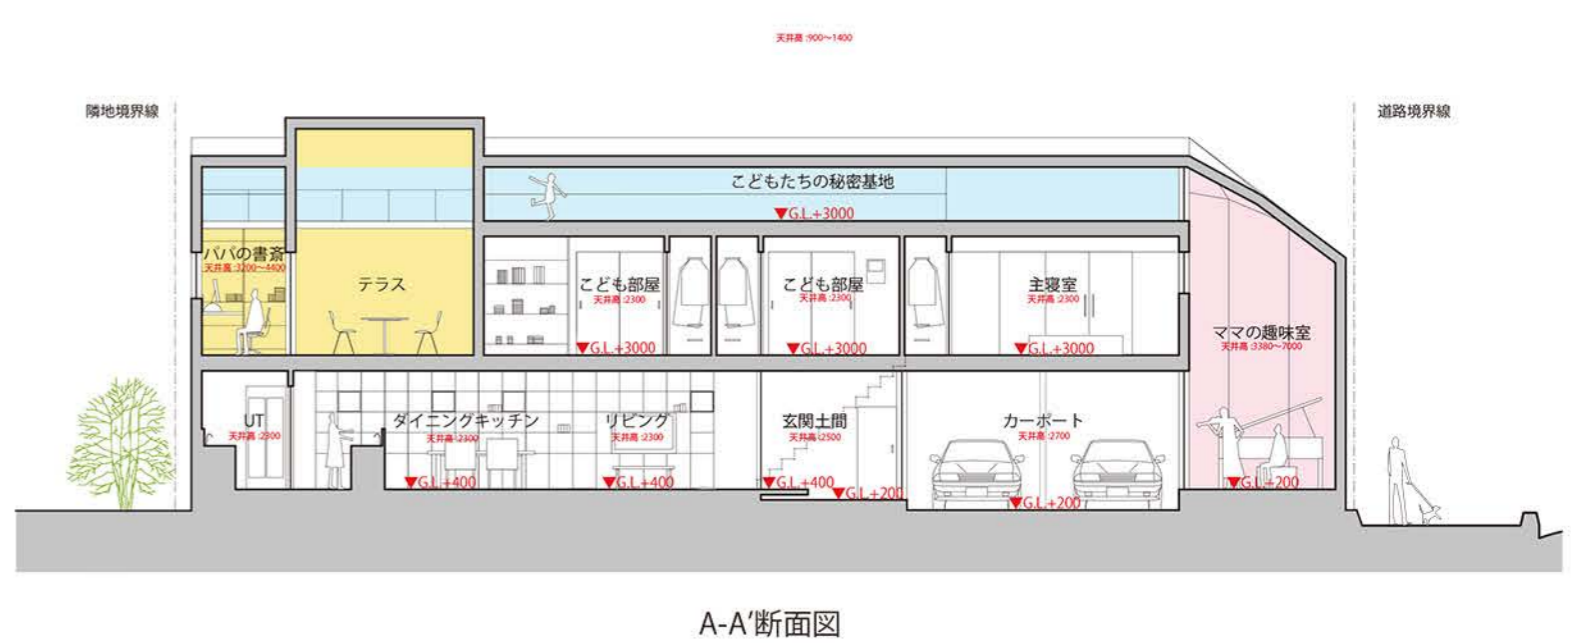 天井高 :900〜1400
隣地境界線
道路境界線
こどもたちの秘密基地
▼G.L.+3000
パパの書斎
天井高 :3200〜4400
テラス
こども部屋
天井高 :2300
▼G.L.+3000
こども部屋
天井高 :2300
▼G.L.+3000
主寝室
天井高 :2300
▼G.L.+3000
ママの趣味室
天井高 :3380〜7000
▼G.L.+200
UT
天井高 :2300
ダイニングキッチン
天井高 :2300
▼G.L.+400
リビング
天井高 :2300
▼G.L.+400
玄関土間
天井高 :2500
▼G.L.+400
▼G.L.+200
カーポート
天井高 :2700
▼G.L.+200
A-A’断面図